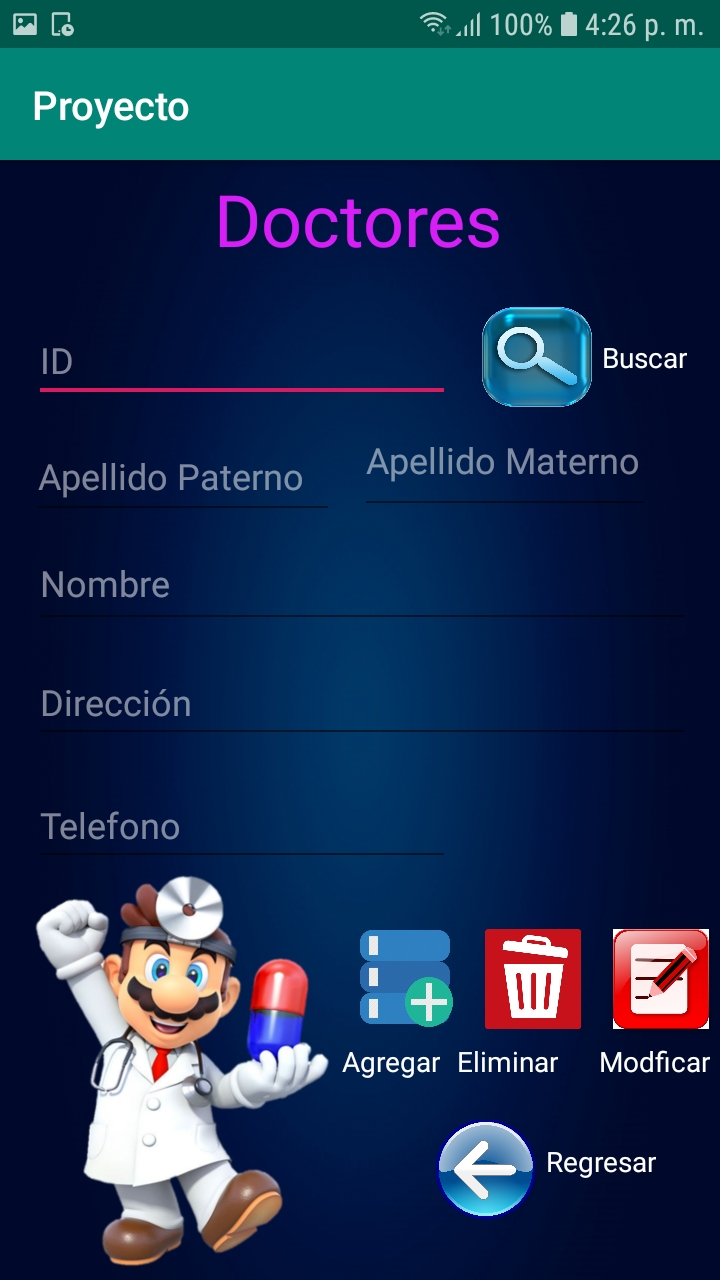 100% 4:26 p. m.
Proyecto
Doctores
ID
Buscar
Apellido Paterno
Apellido Materno
Nombre
Dirección
Telefono
Agregar Eliminar Modficar
Regresar